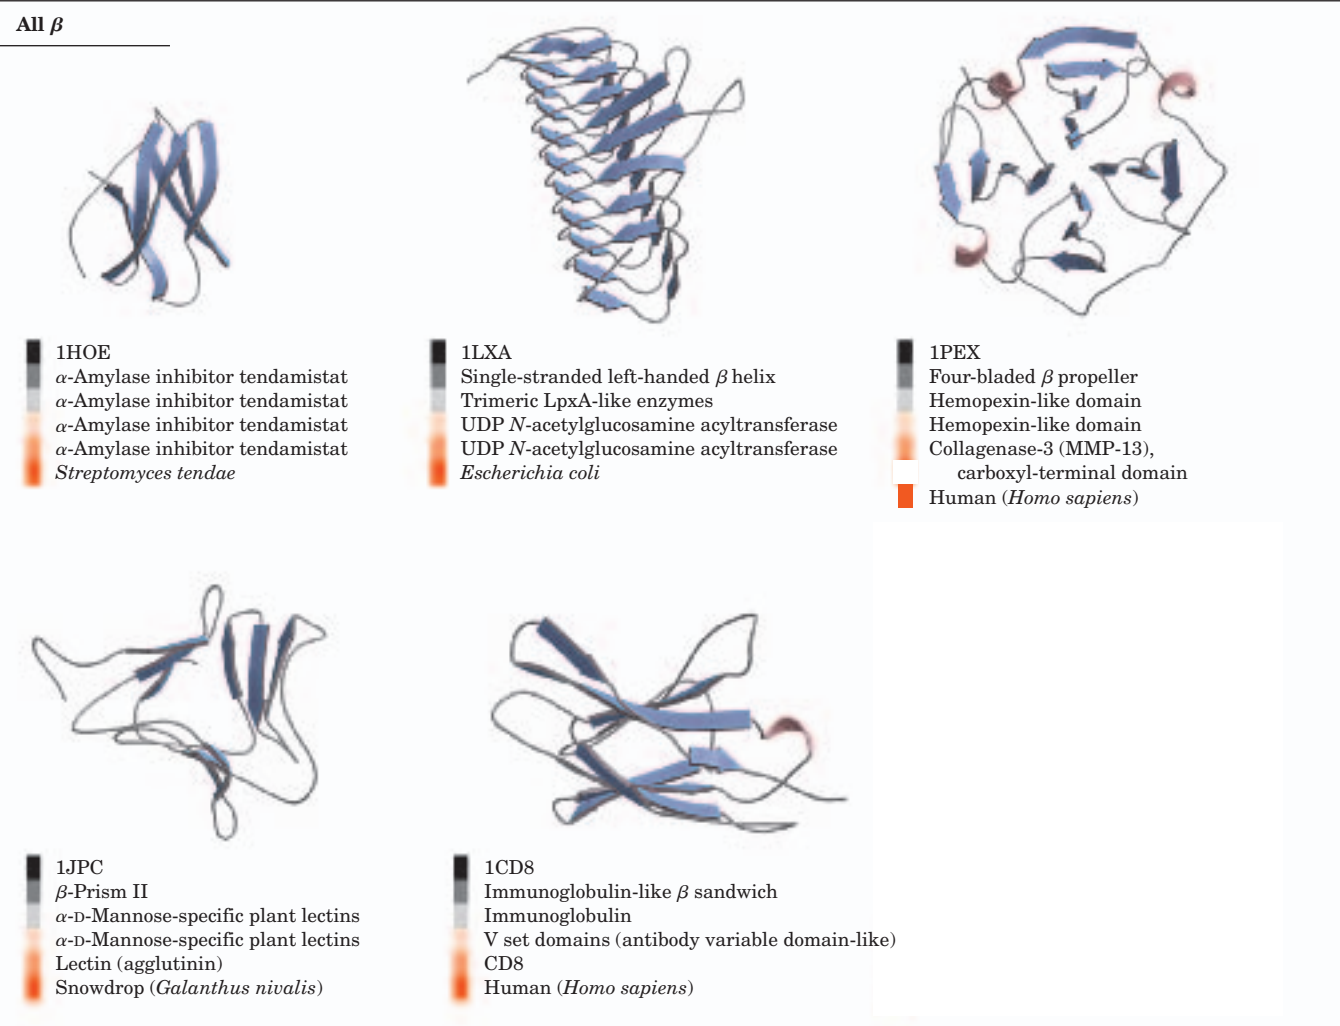 All β
1HOE
α-Amylase inhibitor tendamistat
α-Amylase inhibitor tendamistat
α-Amylase inhibitor tendamistat
α-Amylase inhibitor tendamistat
Streptomyces tendae
1LXA
Single-stranded left-handed β helix
Trimeric LpxA-like enzymes
UDP N-acetylglucosamine acyltransferase
UDP N-acetylglucosamine acyltransferase
Escherichia coli
1PEX
Four-bladed β propeller
Hemopexin-like domain
Hemopexin-like domain
Collagenase-3 (MMP-13),
carboxyl-terminal domain
Human (Homo sapiens)
1JPC
β-Prism II
α-D-Mannose-specific plant lectins
α-D-Mannose-specific plant lectins
Lectin (agglutinin)
Snowdrop (Galanthus nivalis)
1CD8
Immunoglobulin-like β sandwich
Immunoglobulin
V set domains (antibody variable domain-like)
CD8
Human (Homo sapiens)